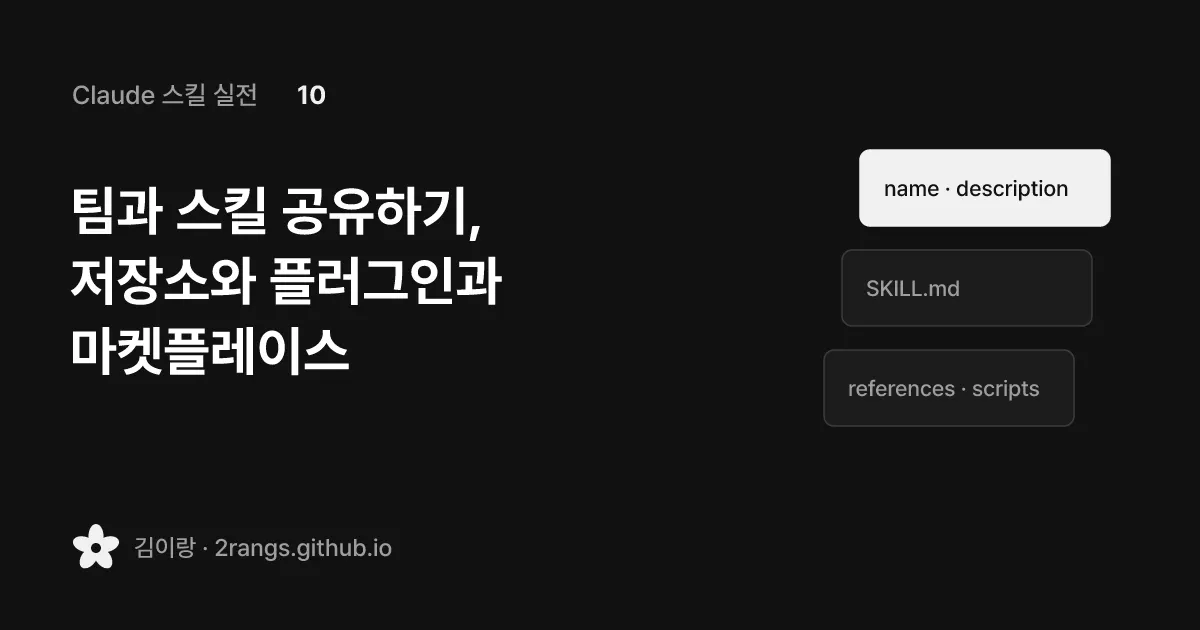 Claude 스킬 실전 10
팀과 스킬 공유하기,
저장소와 플러그인과
마켓플레이스
name · description
SKILL.md
references · scripts
김이랑 · 2rangs.github.io